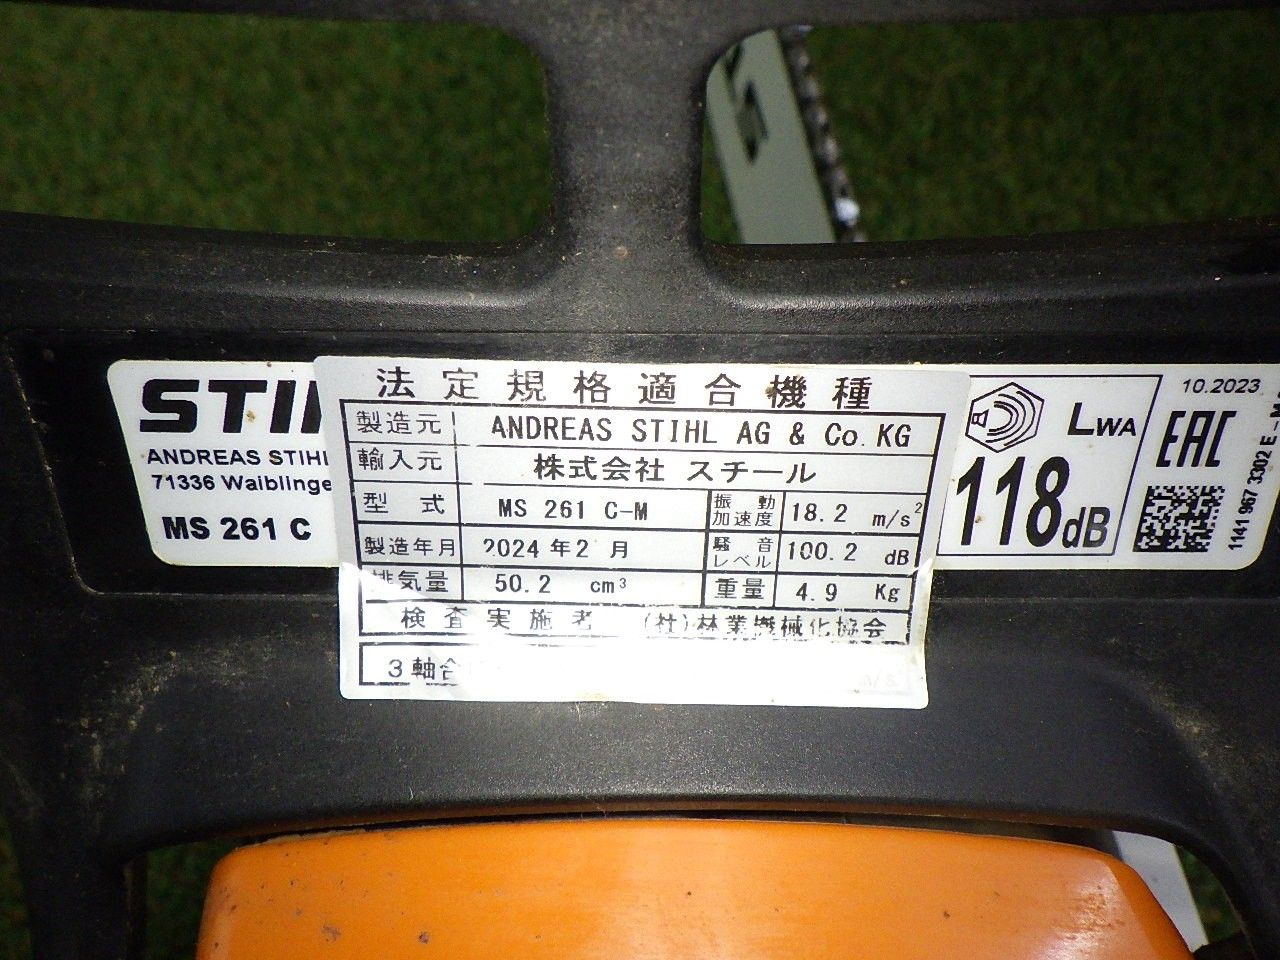 STI
ANDREAS STIHL
71336 Waiblinge
MS 261 C
法定規格適合機種
製造元 ANDREAS STIHL AG & Co. KG
輸入元 株式会社 スチール
型式 MS 261 C-M 振動加速度 18.2 m/s²
製造年月 2024年2月 騒音レベル 100.2 dB
排気量 50.2 cm³ 重量 4.9 Kg
検査実施者 (社)林業機械化協会
3軸合
m/s²
LWA
118dB
10.2023
EAC
1141 967 3302 E